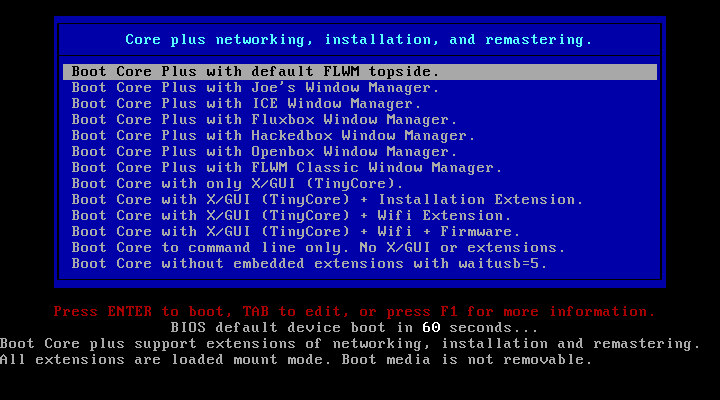 Core plus networking, installation, and remastering.
Boot Core Plus with default FLWM topside.
Boot Core Plus with Joe's Window Manager.
Boot Core Plus with ICE Window Manager.
Boot Core Plus with Fluxbox Window Manager.
Boot Core Plus with Hackedbox Window Manager.
Boot Core Plus with Openbox Window Manager.
Boot Core Plus with FLWM Classic Window Manager.
Boot Core with only X/GUI (TinyCore).
Boot Core with X/GUI (TinyCore) + Installation Extension.
Boot Core with X/GUI (TinyCore) + Wifi Extension.
Boot Core with X/GUI (TinyCore) + Wifi + Firmware.
Boot Core to command line only. No X/GUI or extensions.
Boot Core without embedded extensions with waitusb=5.
Press ENTER to boot, TAB to edit, or press F1 for more information.
BIOS default device boot in 60 seconds...
Boot Core plus support extensions of networking, installation and remastering.
All extensions are loaded mount mode. Boot media is not removable.